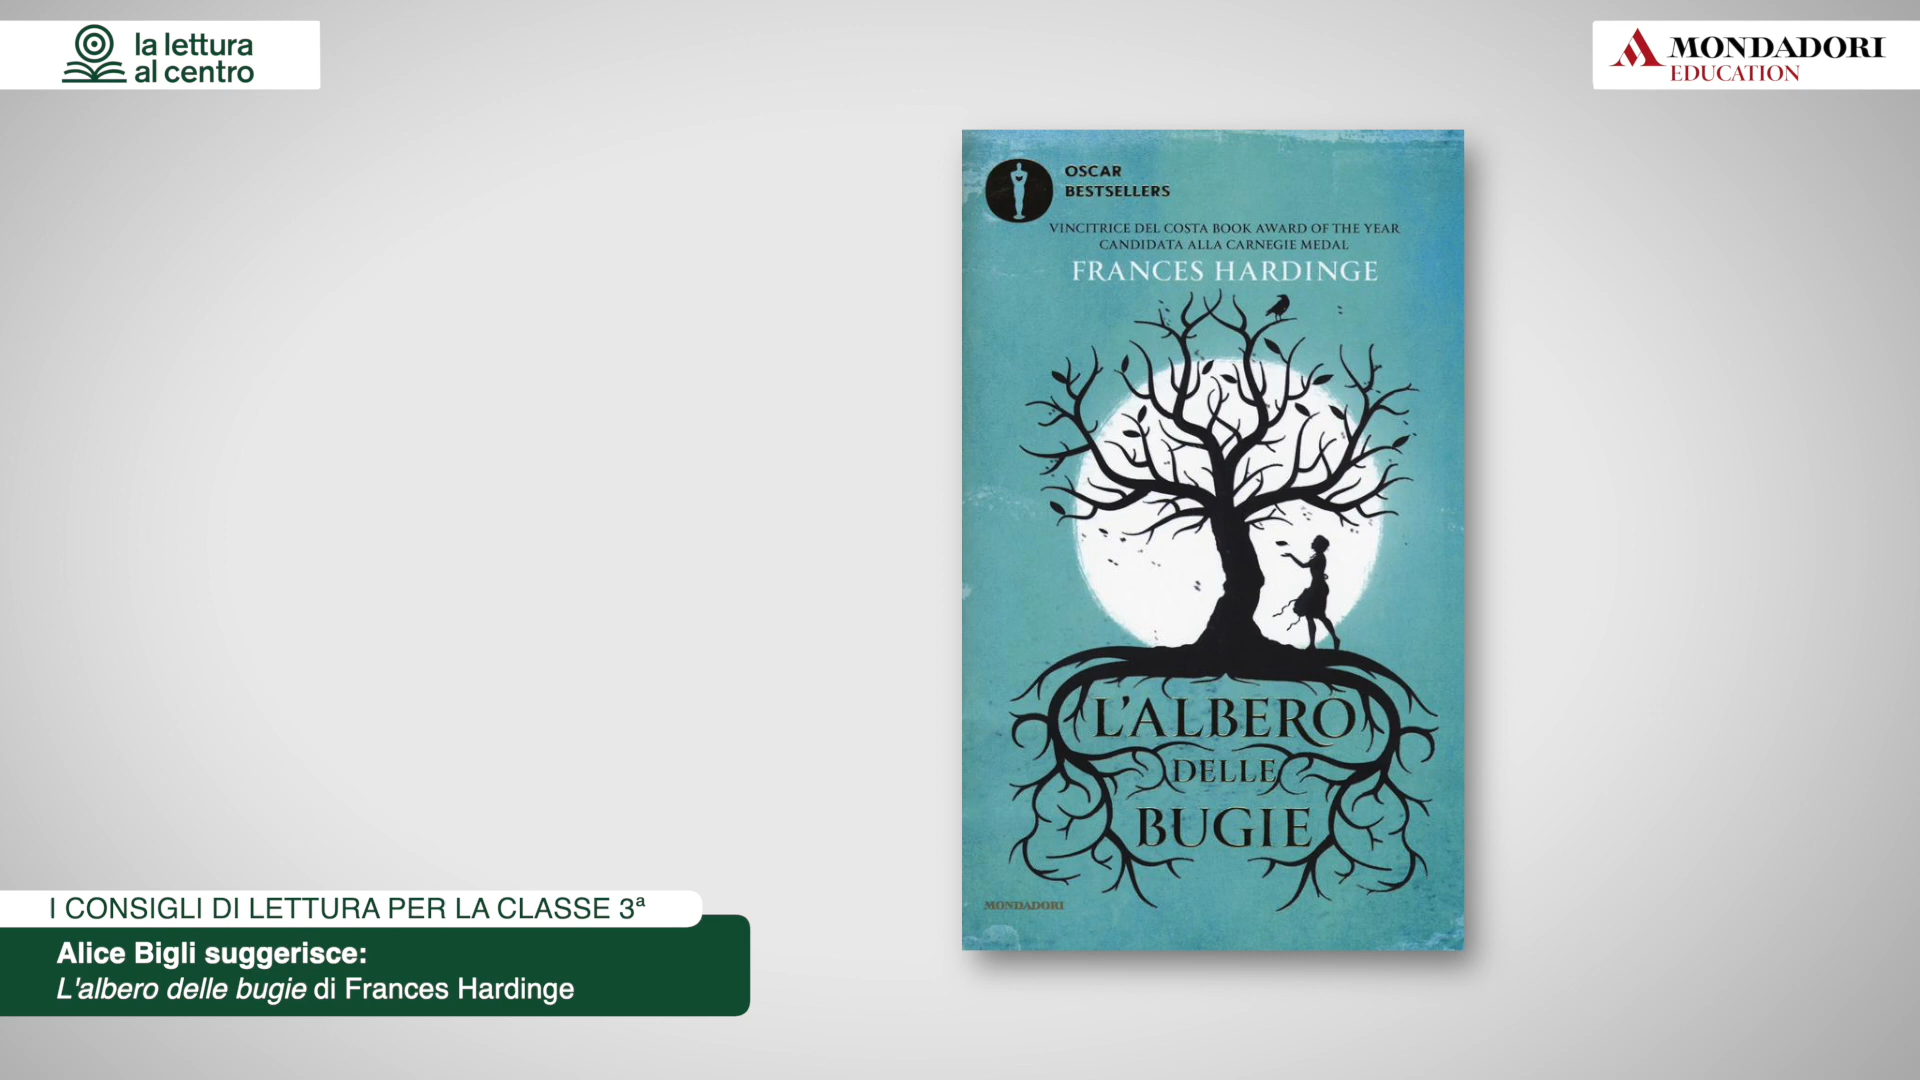 la lettura
al centro
MONDADORI
EDUCATION
OSCAR
BESTSELLERS
VINCITRICE DEL COSTA BOOK AWARD OF THE YEAR
CANDIDATA ALLA CARNEGIE MEDAL
FRANCES HARDINGE
L'ALBERO
DELLE
BUGIE
MONDADORI
I CONSIGLI DI LETTURA PER LA CLASSE 3ª
Alice Bigli suggerisce:
L'albero delle bugie di Frances Hardinge